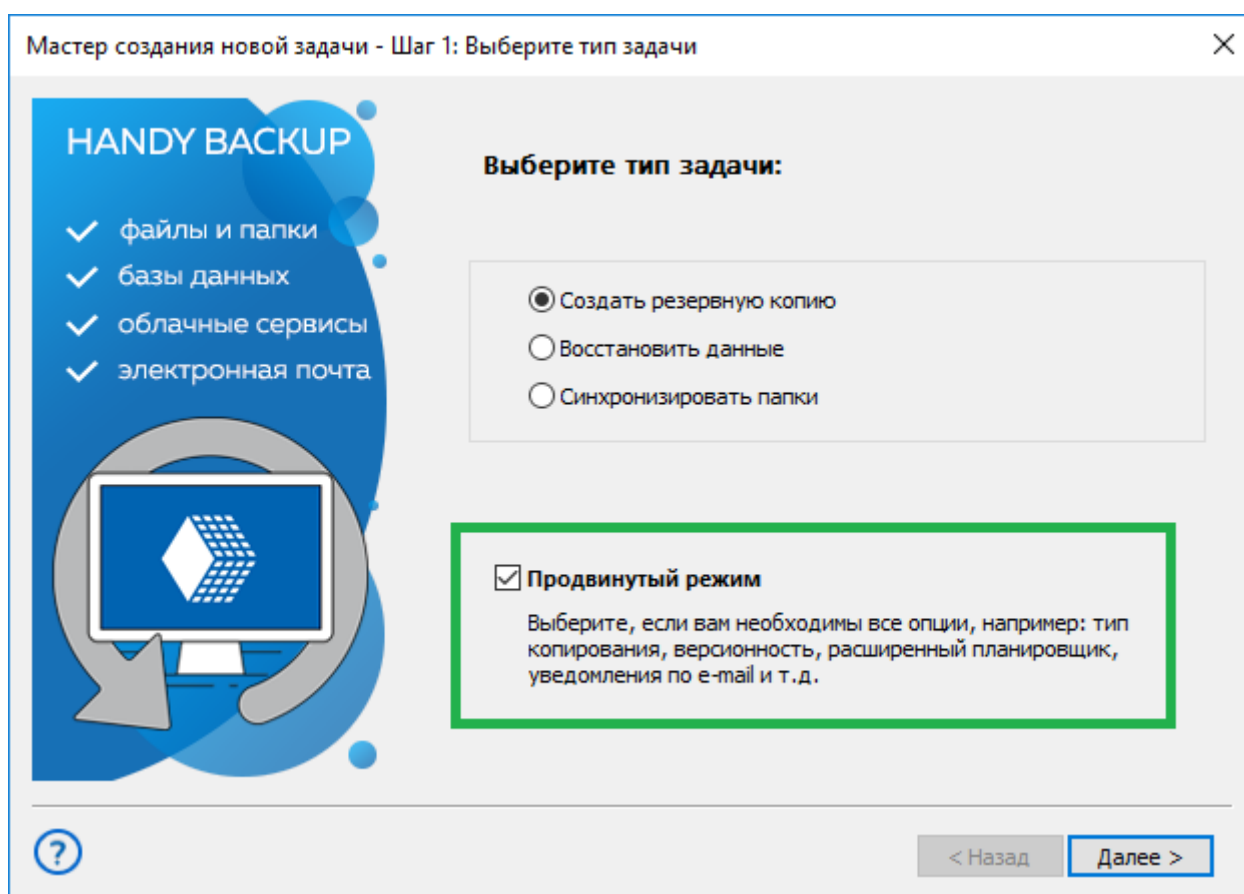 Мастер создания новой задачи - Шаг 1: Выберите тип задачи
HANDY BACKUP
файлы и папки
базы данных
облачные сервисы
электронная почта
Выберите тип задачи:
Создать резервную копию
Восстановить данные
Синхронизировать папки
Продвинутый режим
Выберите, если вам необходимы все опции, например: тип
копирования, версионность, расширенный планировщик,
уведомления по e-mail и т.д.
?
< Назад
Далее >